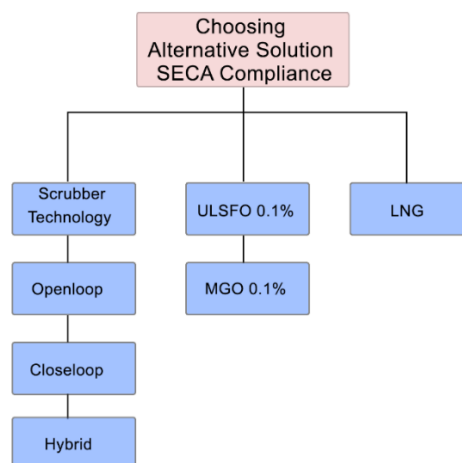 Choosing
Alternative Solution
SECA Compliance
Scrubber
Technology
ULSFO 0.1%
LNG
Openloop
MGO 0.1%
Closeloop
Hybrid